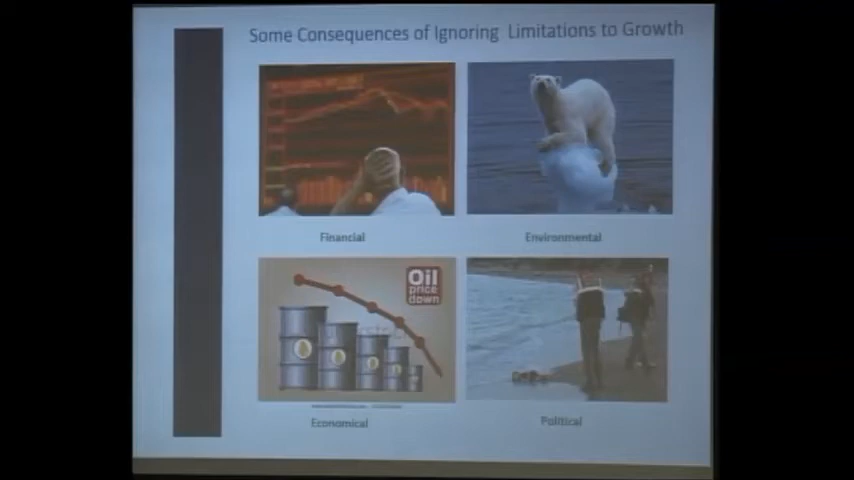 Some Consequences of Ignoring Limitations to Growth
Financial
Environmental
Oil
price
down
Economical
Political